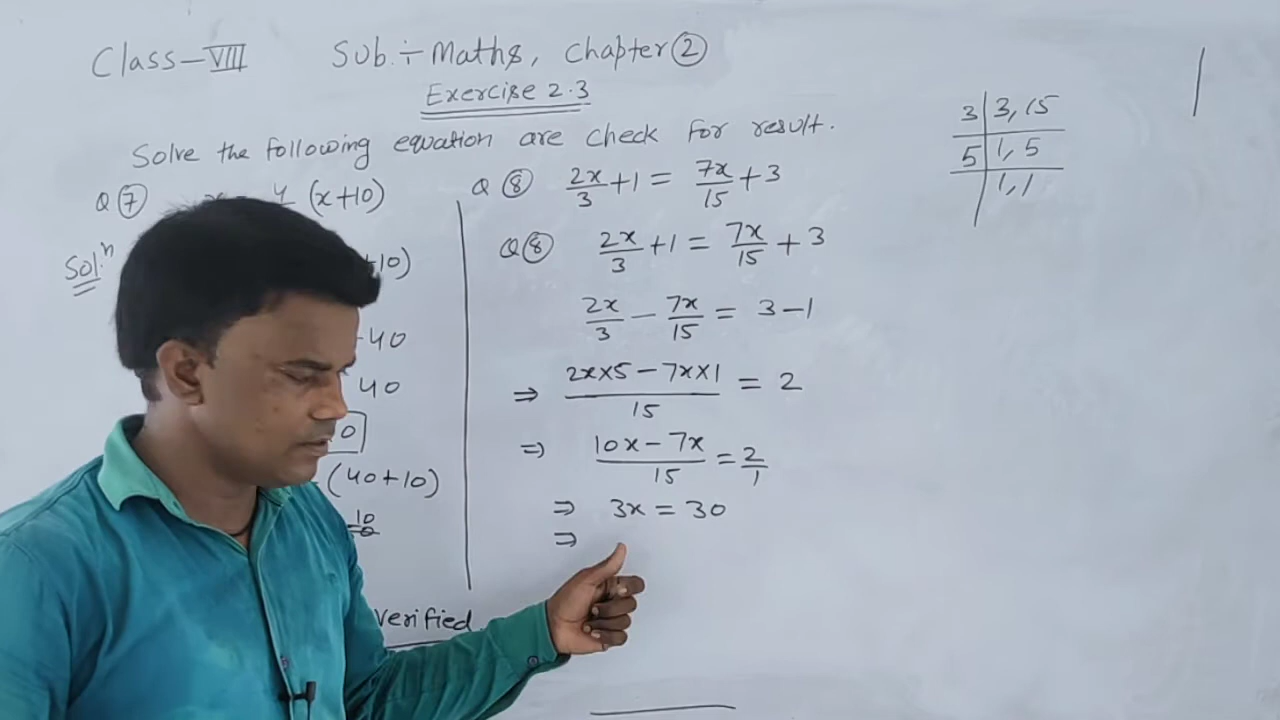 Class-VIII Sub.:- Maths, Chapter ②
Exercise 2.3
Solve the following equation are check for result.
Q ⑦ (x+10)
Sol.ⁿ
+10)
-40
40
0
(40+10)
10
verified
Q ⑧ 2x/3 + 1 = 7x/15 + 3
Q ⑧ 2x/3 + 1 = 7x/15 + 3
2x/3 - 7x/15 = 3 - 1
⇒ 2x×5 - 7x×1 / 15 = 2
⇒ 10x - 7x / 15 = 2/1
⇒ 3x = 30
⇒
3 | 3, 15
5 | 1, 5
| 1, 1